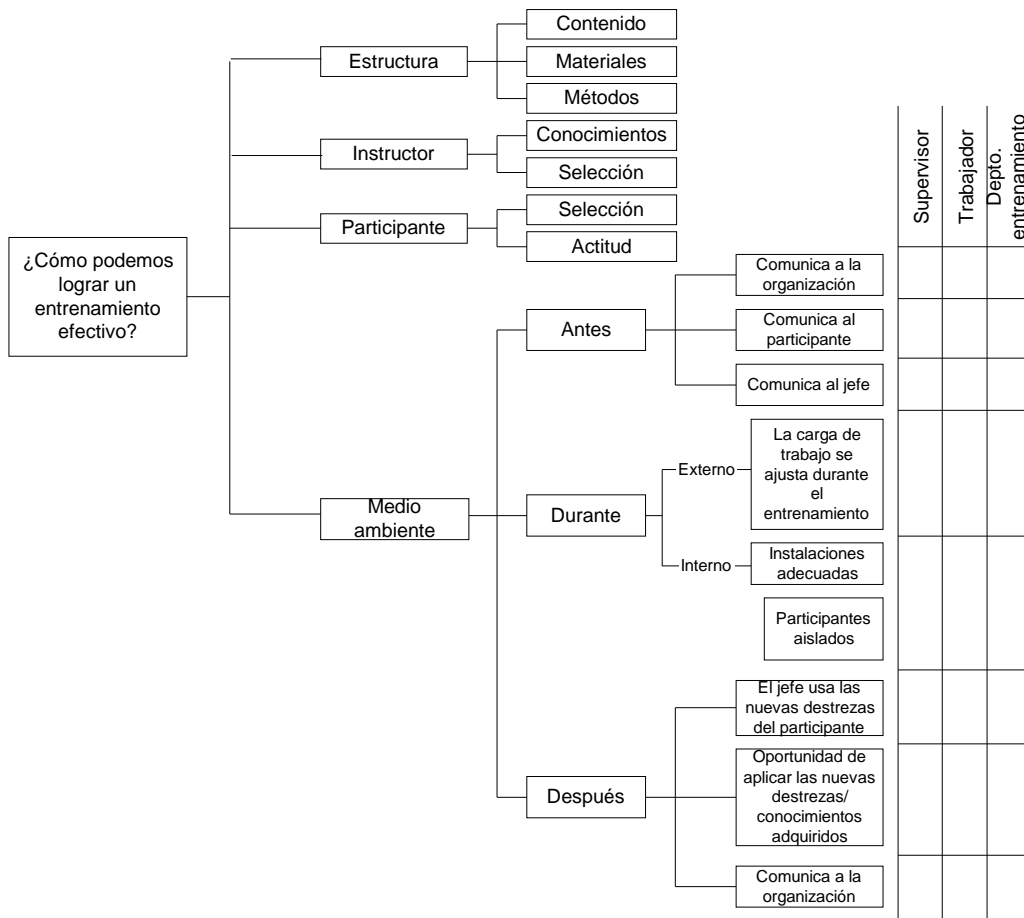 ¿Cómo podemos
lograr un
entrenamiento
efectivo?
Estructura
Contenido
Materiales
Métodos
Instructor
Conocimientos
Selección
Participante
Selección
Actitud
Medio
ambiente
Antes
Comunica a la
organización
Comunica al
participante
Comunica al jefe
Durante
Externo
La carga de
trabajo se
ajusta durante
el
entrenamiento
Interno
Instalaciones
adecuadas
Participantes
aislados
Después
El jefe usa las
nuevas destrezas
del participante
Oportunidad de
aplicar las nuevas
destrezas/
conocimientos
adquiridos
Comunica a la
organización
Supervisor
Trabajador
Depto.
entrenamiento